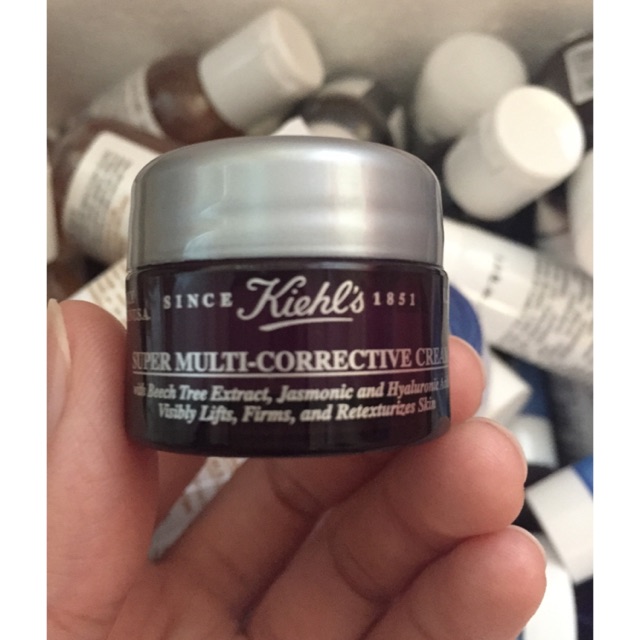 SINCE Kiehl's 1851
U.S.A.
SUPER MULTI-CORRECTIVE
with Beech Tree Extract, Jasmonic and Hyaluronic
Visibly Lifts, Firms, and Retexturizes Skin